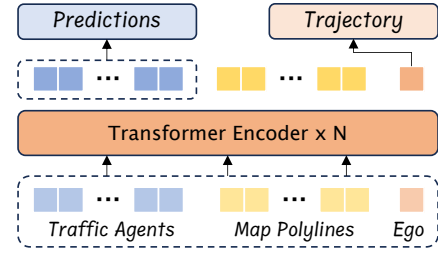 Predictions
Trajectory
... ...
Transformer Encoder x N
... ...
Traffic Agents
Map Polylines
Ego